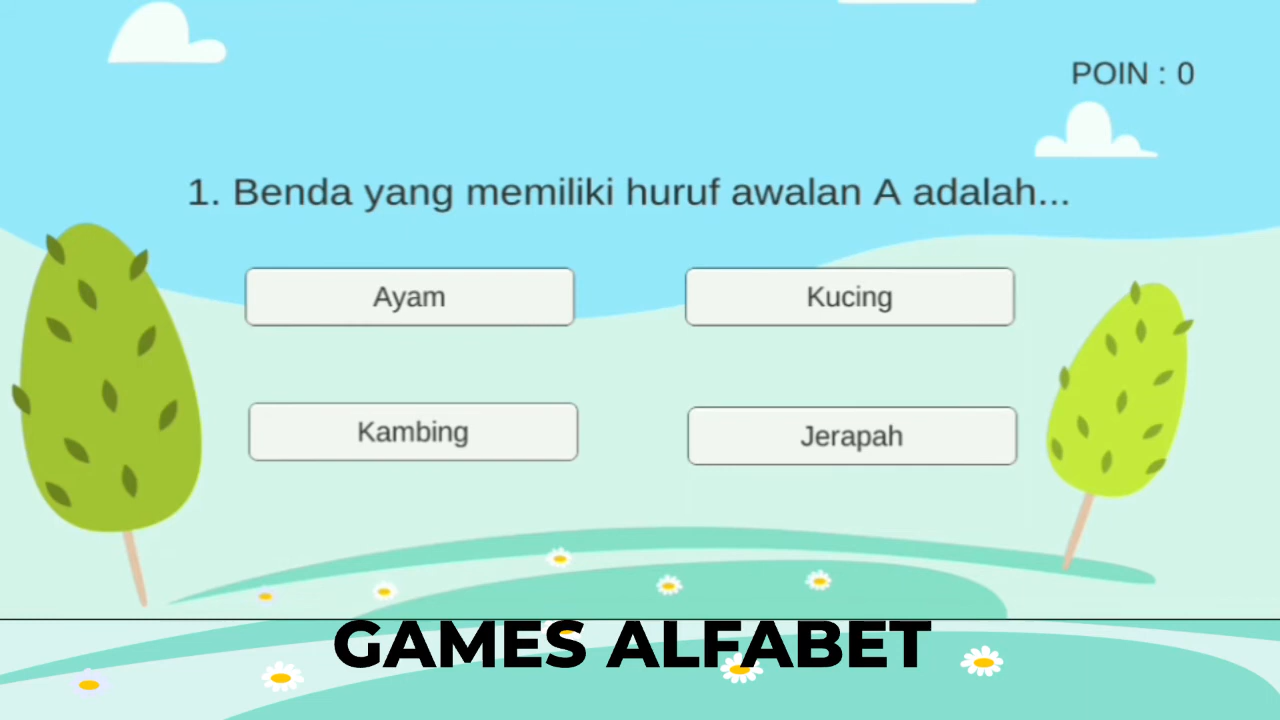 POIN : 0
1. Benda yang memiliki huruf awalan A adalah...
Ayam
Kucing
Kambing
Jerapah
GAMES ALFABET